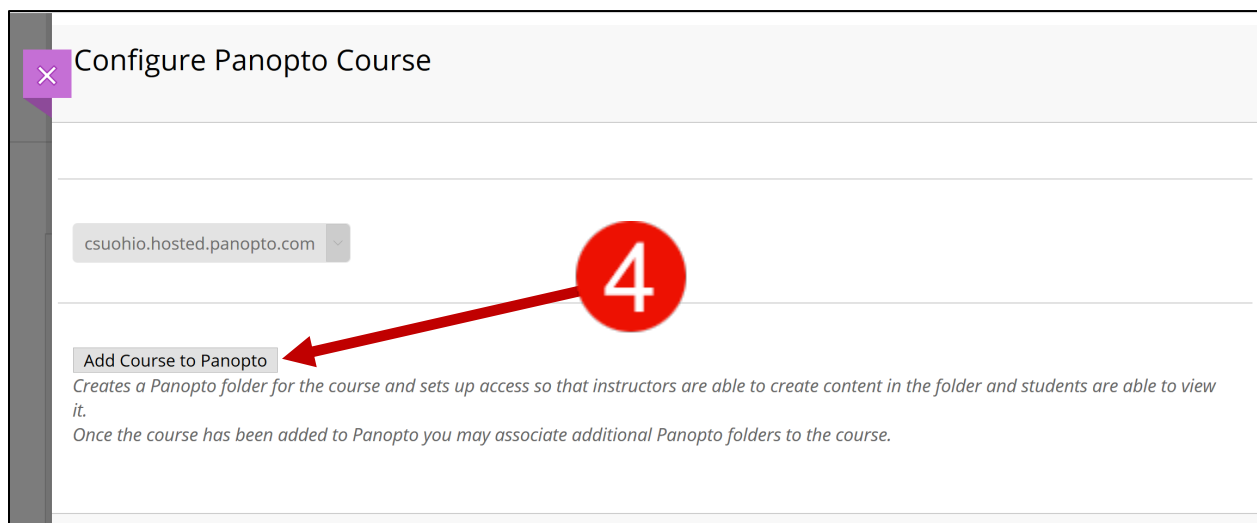 Configure Panopto Course
csuohio.hosted.panopto.com
4
Add Course to Panopto
Creates a Panopto folder for the course and sets up access so that instructors are able to create content in the folder and students are able to view
it.
Once the course has been added to Panopto you may associate additional Panopto folders to the course.